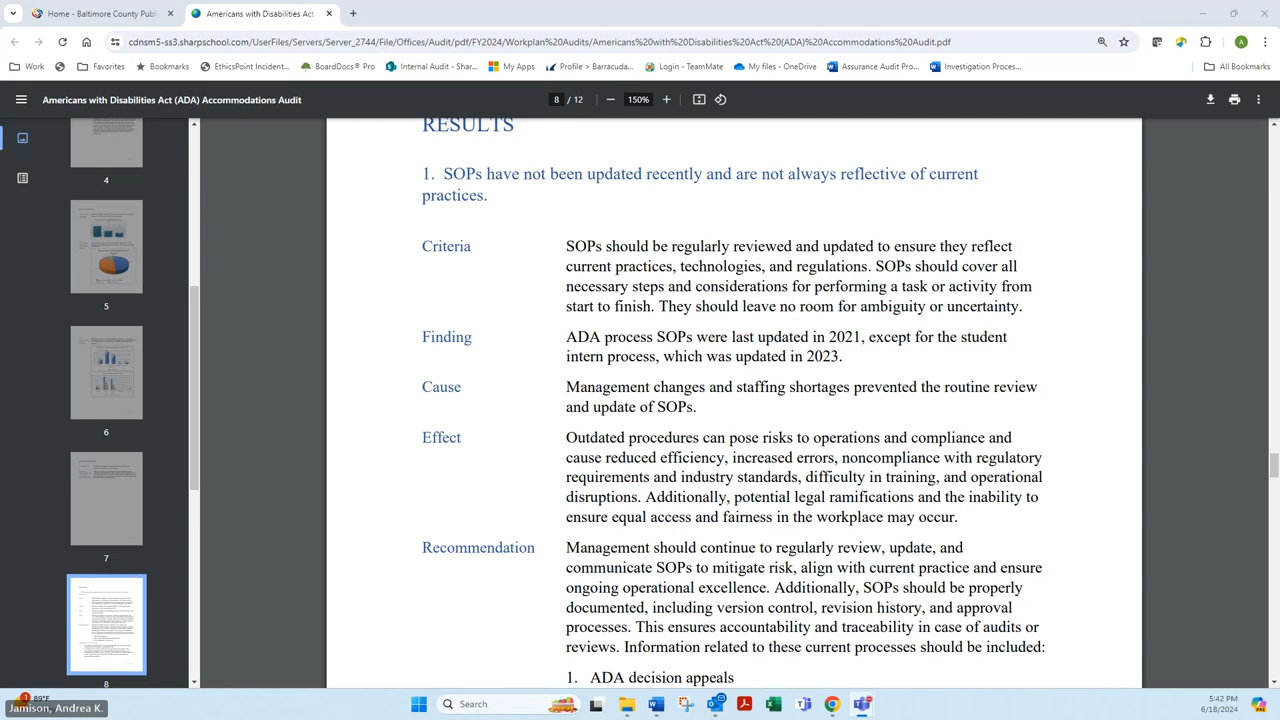 Home - Baltimore County Publ
Americans with Disabilities Act
cdnsm5-ss3.sharpschool.com/UserFiles/Servers/Server_2744/File/Offices/Audit/pdf/FY2024/Workplan%20Audits/Americans%20with%20Disabilities%20Act%20(ADA)%20Accommodations%20Audit.pdf
A
Work
Favorites
Bookmarks
EthicsPoint Incident...
BoardDocs® Pro
Internal Audit - Shar...
My Apps
Profile > Barracuda...
Login - TeamMate
My files - OneDrive
Assurance Audit Pro...
Investigation Proces...
All Bookmarks
Americans with Disabilities Act (ADA) Accommodations Audit
8 / 12
150%
4
5
6
7
8
RESULTS
1. SOPs have not been updated recently and are not always reflective of current
practices.
Criteria
SOPs should be regularly reviewed and updated to ensure they reflect
current practices, technologies, and regulations. SOPs should cover all
necessary steps and considerations for performing a task or activity from
start to finish. They should leave no room for ambiguity or uncertainty.
Finding
ADA process SOPs were last updated in 2021, except for the student
intern process, which was updated in 2023.
Cause
Management changes and staffing shortages prevented the routine review
and update of SOPs.
Effect
Outdated procedures can pose risks to operations and compliance and
cause reduced efficiency, increased errors, noncompliance with regulatory
requirements and industry standards, difficulty in training, and operational
disruptions. Additionally, potential legal ramifications and the inability to
ensure equal access and fairness in the workplace may occur.
Recommendation
Management should continue to regularly review, update, and
communicate SOPs to mitigate risk, align with current practice and ensure
ongoing operational excellence. Additionally, SOPs should be properly
documented, including version control, revision history, and approval
processes. This ensures accountability and traceability in case of audits or
reviews. Information related to these current processes should be included:
1. ADA decision appeals
1
89°F
Jamison, Andrea K.
Search
5:42 PM
6/18/2024